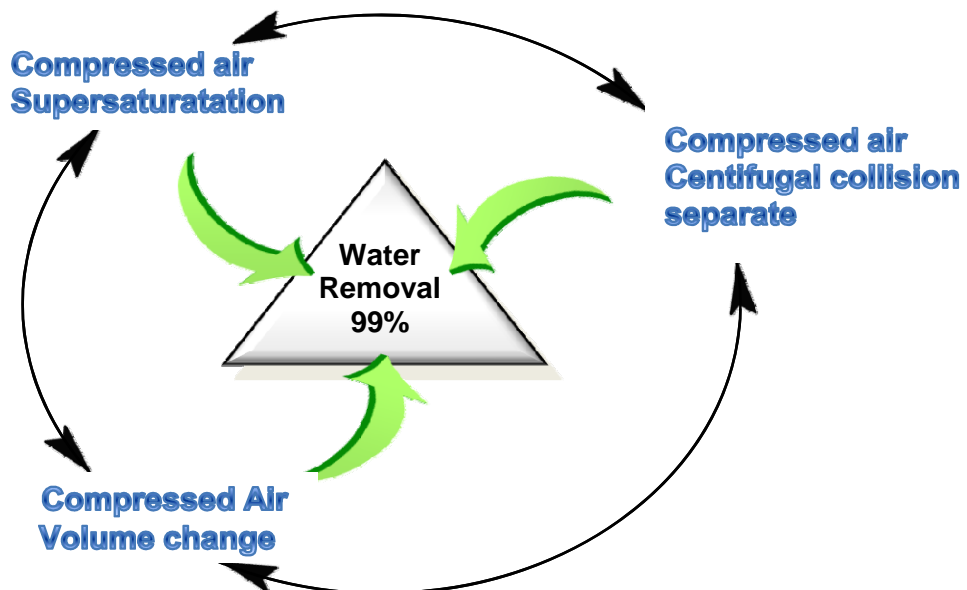 Compressed air
Supersaturatation
Compressed air
Centifugal collision
separate
Water
Removal
99%
Compressed Air
Volume change